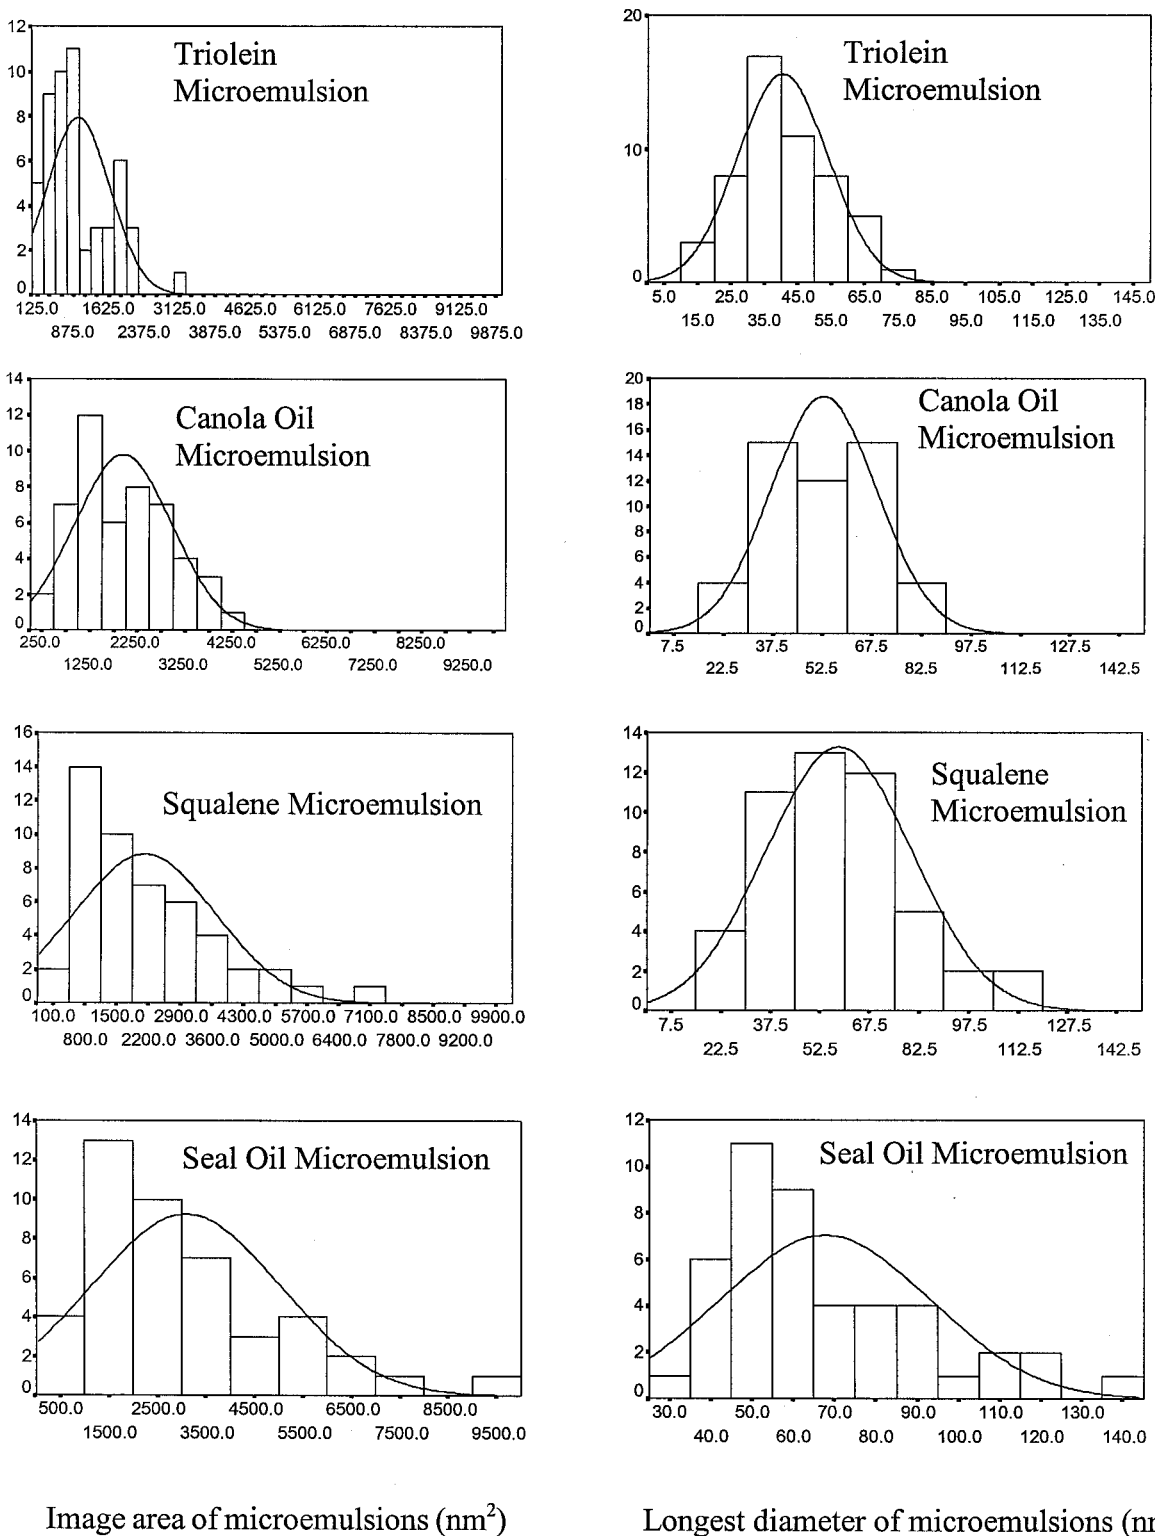 12
10
8
6
4
2
0
Triolein
Microemulsion
125.0 1625.0 3125.0 4625.0 6125.0 7625.0 9125.0
875.0 2375.0 3875.0 5375.0 6875.0 8375.0 9875.0
20
10
0
Triolein
Microemulsion
5.0 25.0 45.0 65.0 85.0 105.0 125.0 145.0
15.0 35.0 55.0 75.0 95.0 115.0 135.0
14
12
10
8
6
4
2
0
Canola Oil
Microemulsion
250.0 2250.0 4250.0 6250.0 8250.0
1250.0 3250.0 5250.0 7250.0 9250.0
20
18
16
14
12
10
8
6
4
2
0
Canola Oil
Microemulsion
7.5 37.5 67.5 97.5 127.5
22.5 52.5 82.5 112.5 142.5
16
14
12
10
8
6
4
2
0
Squalene Microemulsion
100.0 1500.0 2900.0 4300.0 5700.0 7100.0 8500.0 9900.0
800.0 2200.0 3600.0 5000.0 6400.0 7800.0 9200.0
14
12
10
8
6
4
2
0
Squalene
Microemulsion
7.5 37.5 67.5 97.5 127.5
22.5 52.5 82.5 112.5 142.5
14
12
10
8
6
4
2
0
Seal Oil Microemulsion
500.0 2500.0 4500.0 6500.0 8500.0
1500.0 3500.0 5500.0 7500.0 9500.0
12
10
8
6
4
2
0
Seal Oil Microemulsion
30.0 50.0 70.0 90.0 110.0 130.0
40.0 60.0 80.0 100.0 120.0 140.0
Image area of microemulsions (nm²)
Longest diameter of microemulsions (nm